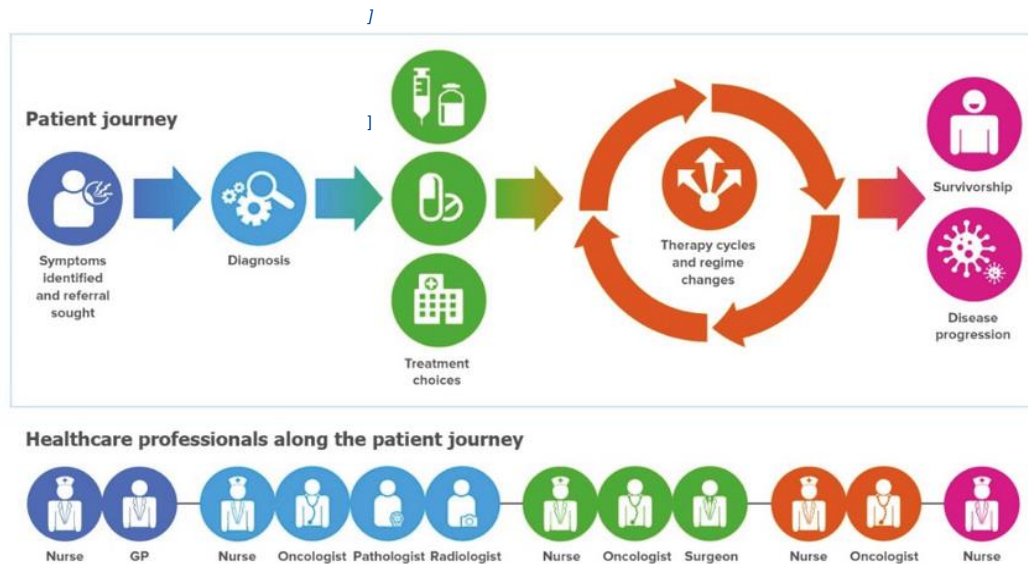 ]
Patient journey
]
Symptoms
identified
and referral
sought
Diagnosis
Treatment
choices
Therapy cycles
and regime
changes
Survivorship
Disease
progression
Healthcare professionals along the patient journey
Nurse GP Nurse Oncologist Pathologist Radiologist Nurse Oncologist Surgeon Nurse Oncologist Nurse